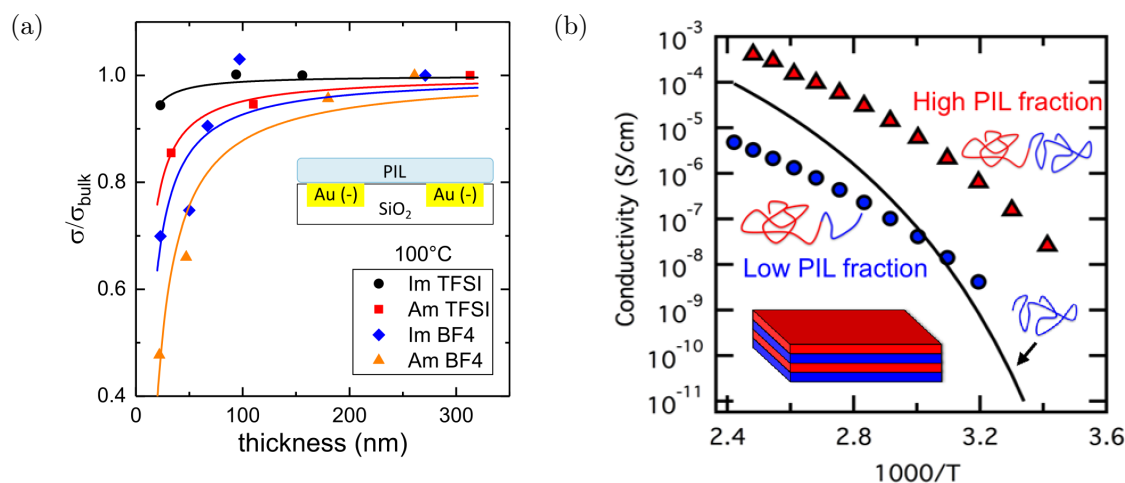 (a)
σ/σbulk
1.0
0.8
0.6
0.4
PIL
Au (-) Au (-)
SiO2
100°C
Im TFSI
Am TFSI
Im BF4
Am BF4
0 100 200 300
thickness (nm)
(b)
Conductivity (S/cm)
10-3
10-4
10-5
10-6
10-7
10-8
10-9
10-10
10-11
High PIL fraction
Low PIL fraction
2.4 2.8 3.2 3.6
1000/T